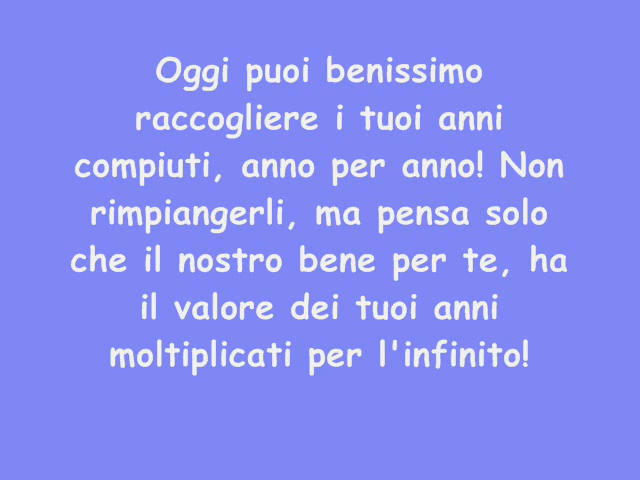 Oggi puoi benissimo
raccogliere i tuoi anni
compiuti, anno per anno! Non
rimpiangerli, ma pensa solo
che il nostro bene per te, ha
il valore dei tuoi anni
moltiplicati per l'infinito!